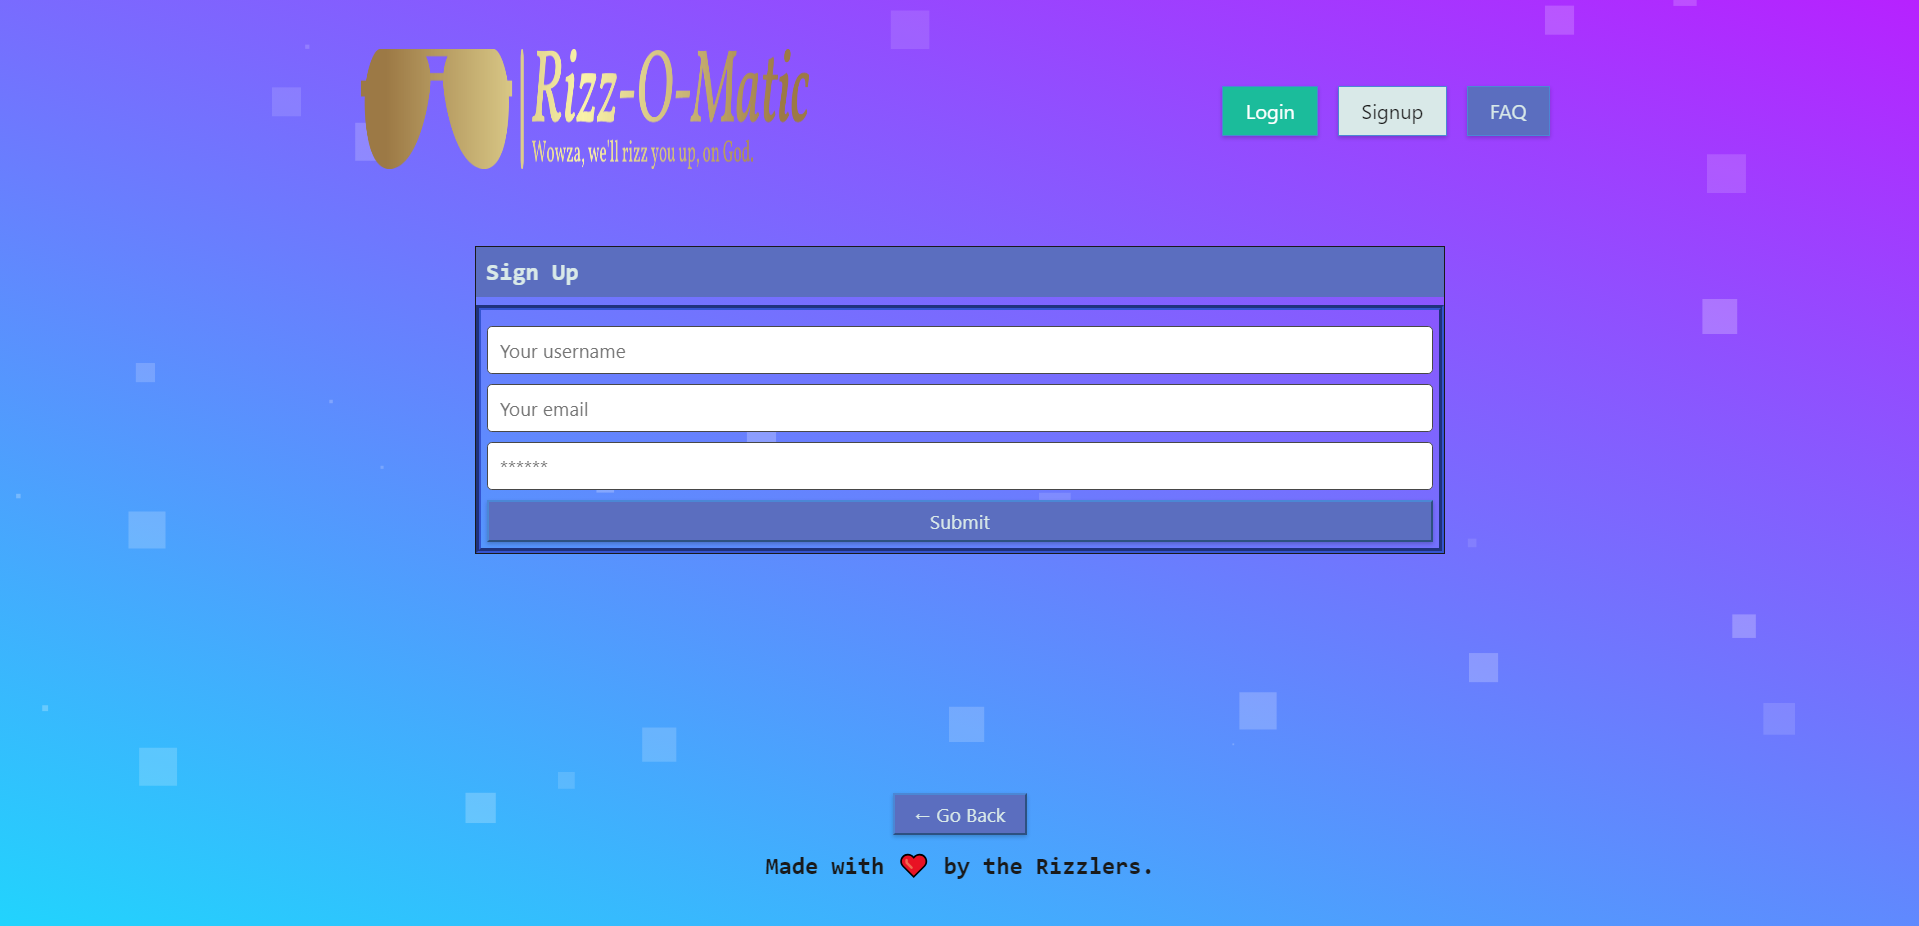 Rizz-O-Matic
Wowza, we'll rizz you up, on God.
Login
Signup
FAQ
Sign Up
Your username
Your email
******
Submit
← Go Back
Made with ❤ by the Rizzlers.